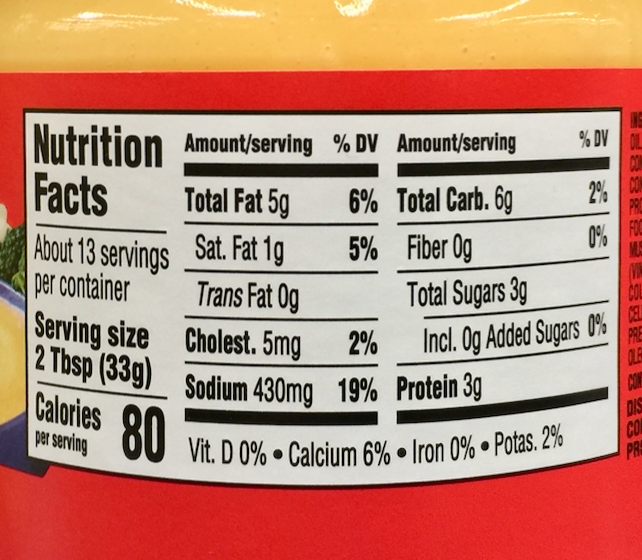 Nutrition
Facts
About 13 servings
per container
Serving size
2 Tbsp (33g)
Calories
per serving
80
Amount/serving % DV
Total Fat 5g 6%
Sat. Fat 1g 5%
Trans Fat 0g
Cholest. 5mg 2%
Sodium 430mg 19%
Amount/serving % DV
Total Carb. 6g 2%
Fiber 0g 0%
Total Sugars 3g
Incl. 0g Added Sugars 0%
Protein 3g
Vit. D 0% • Calcium 6% • Iron 0% • Potas. 2%